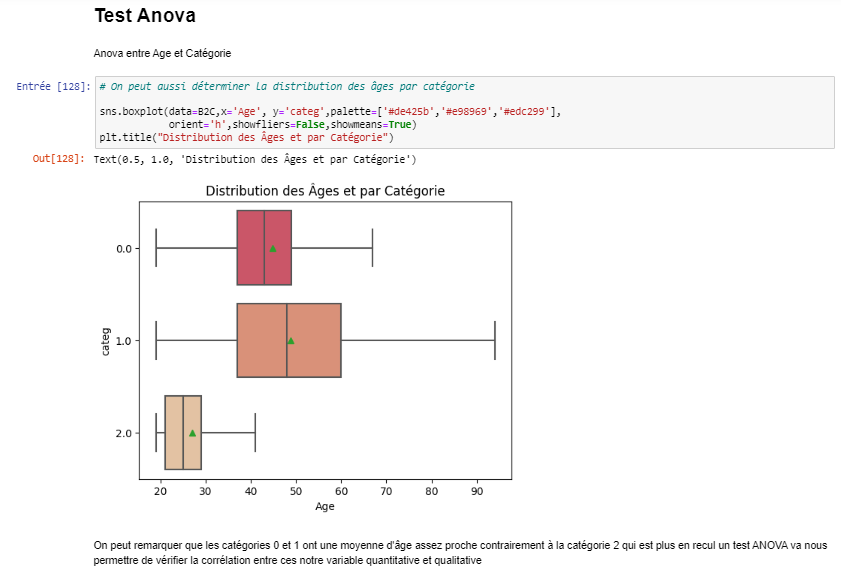 Test Anova
Anova entre Age et Catégorie
Entrée [128]: # On peut aussi déterminer la distribution des âges par catégorie
sns.boxplot(data=B2C,x='Age', y='categ',palette=['#de425b','#e98969','#edc299'],
orient='h',showfliers=False,showmeans=True)
plt.title("Distribution des Âges et par Catégorie")
Out[128]: Text(0.5, 1.0, 'Distribution des Âges et par Catégorie')
Distribution des Âges et par Catégorie
0.0
categ
1.0
2.0
20 30 40 50 60 70 80 90
Age
On peut remarquer que les catégories 0 et 1 ont une moyenne d'âge assez proche contrairement à la catégorie 2 qui est plus en recul un test ANOVA va nous
permettre de vérifier la corrélation entre ces notre variable quantitative et qualitative